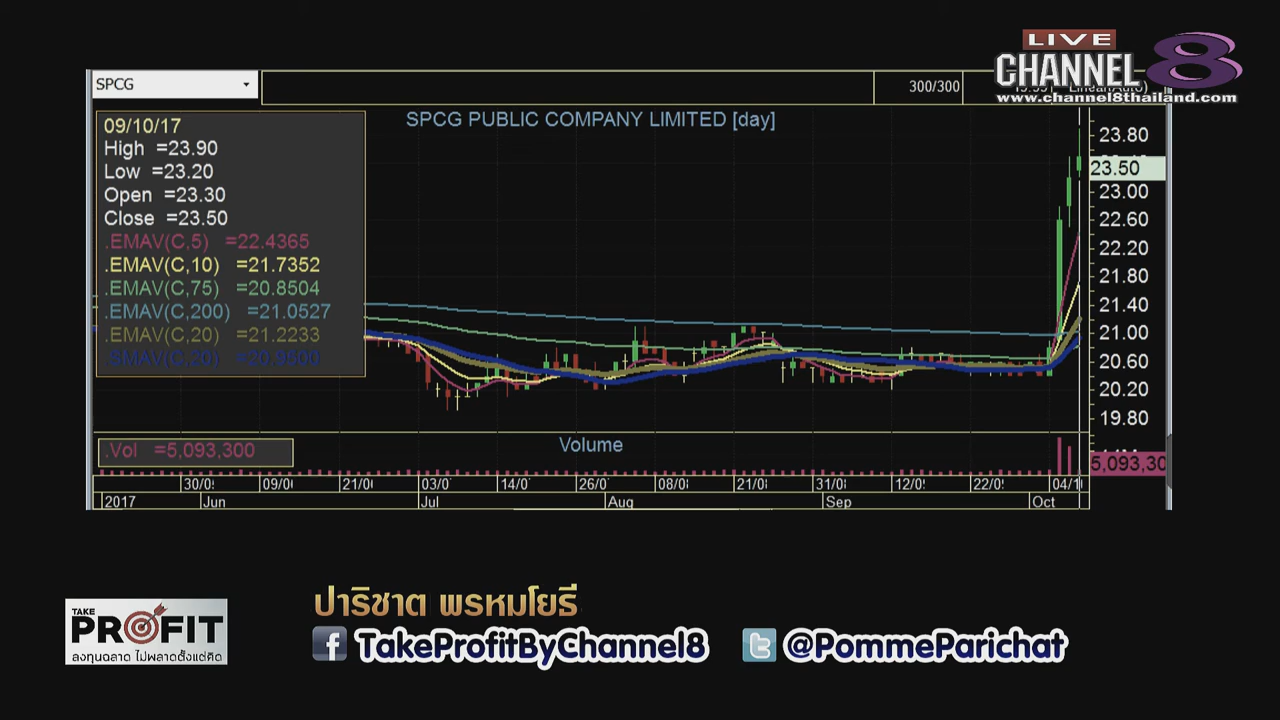 LIVE
CHANNEL 8
www.channel8thailand.com
SPCG
300/300
SPCG PUBLIC COMPANY LIMITED [day]
09/10/17
High =23.90
Low =23.20
Open =23.30
Close =23.50
.EMAV(C,5) =22.4365
.EMAV(C,10) =21.7352
.EMAV(C,75) =20.8504
.EMAV(C,200) =21.0527
.EMAV(C,20) =21.2233
.SMAV(C,20) =20.9500
23.80
23.50
23.00
22.60
22.20
21.80
21.40
21.00
20.60
20.20
19.80
.Vol =5,093,300
Volume
5,093,30
30/0 09/0 21/0 03/0 14/0 26/0 08/0 21/0 31/0 12/0 22/0 04/1
2017 Jun Jul Aug Sep Oct
TAKE
PROFIT
ลงทุนฉลาด ไม่พลาดตั้งแต่คิด
ปาริชาต พรหมโยธี
f TakeProfitByChannel8
t @PommeParichat